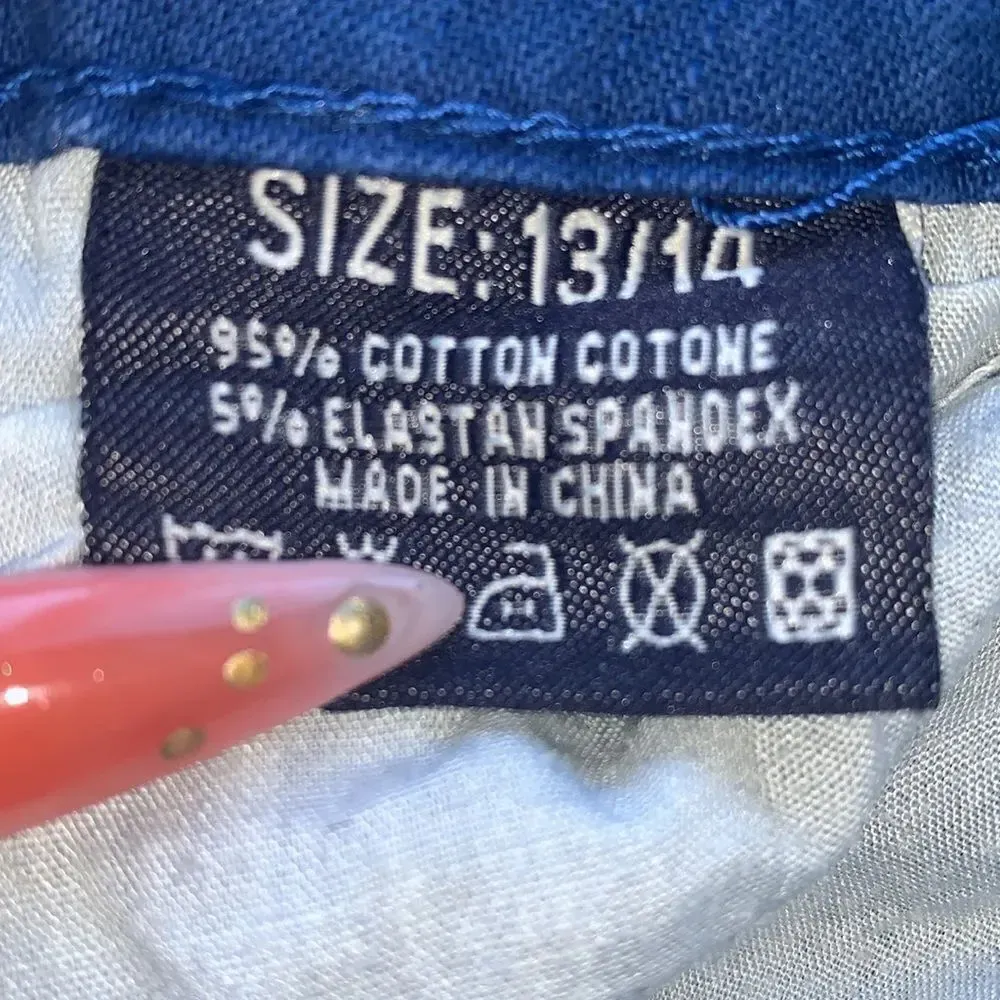 SIZE: 13/14
95% COTTON COTONE
5% ELASTAN SPANDEX
MADE IN CHINA